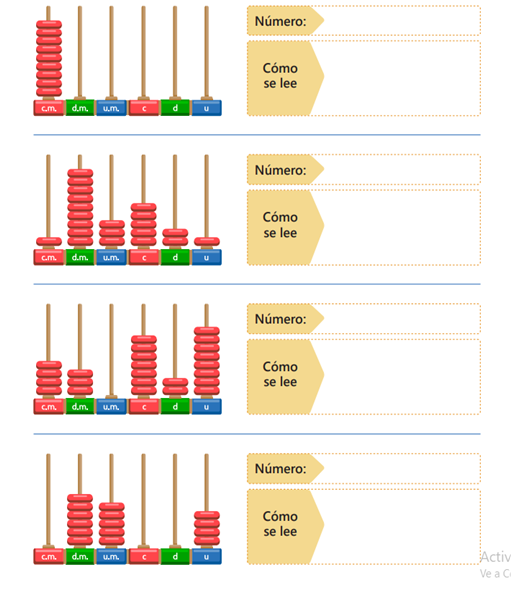 Número:
Cómo
se lee
c.m. d.m. u.m. c d u
Número:
Cómo
se lee
c.m. d.m. u.m. c d u
Número:
Cómo
se lee
c.m. d.m. u.m. c d u
Número:
Cómo
se lee
c.m. d.m. u.m. c d u
Activ
Ve a C